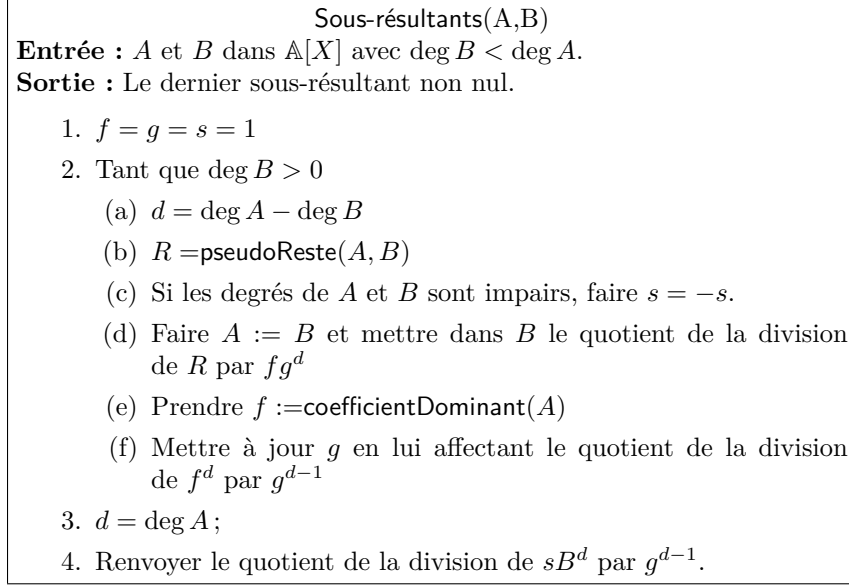 Sous-résultants(A,B)
Entrée : A et B dans 𝔸[X] avec deg B < deg A.
Sortie : Le dernier sous-résultant non nul.
1. f = g = s = 1
2. Tant que deg B > 0
(a) d = deg A − deg B
(b) R =pseudoReste(A, B)
(c) Si les degrés de A et B sont impairs, faire s = −s.
(d) Faire A := B et mettre dans B le quotient de la division
de R par fg^d
(e) Prendre f :=coefficientDominant(A)
(f) Mettre à jour g en lui affectant le quotient de la division
de f^d par g^{d−1}
3. d = deg A ;
4. Renvoyer le quotient de la division de sB^d par g^{d−1}.